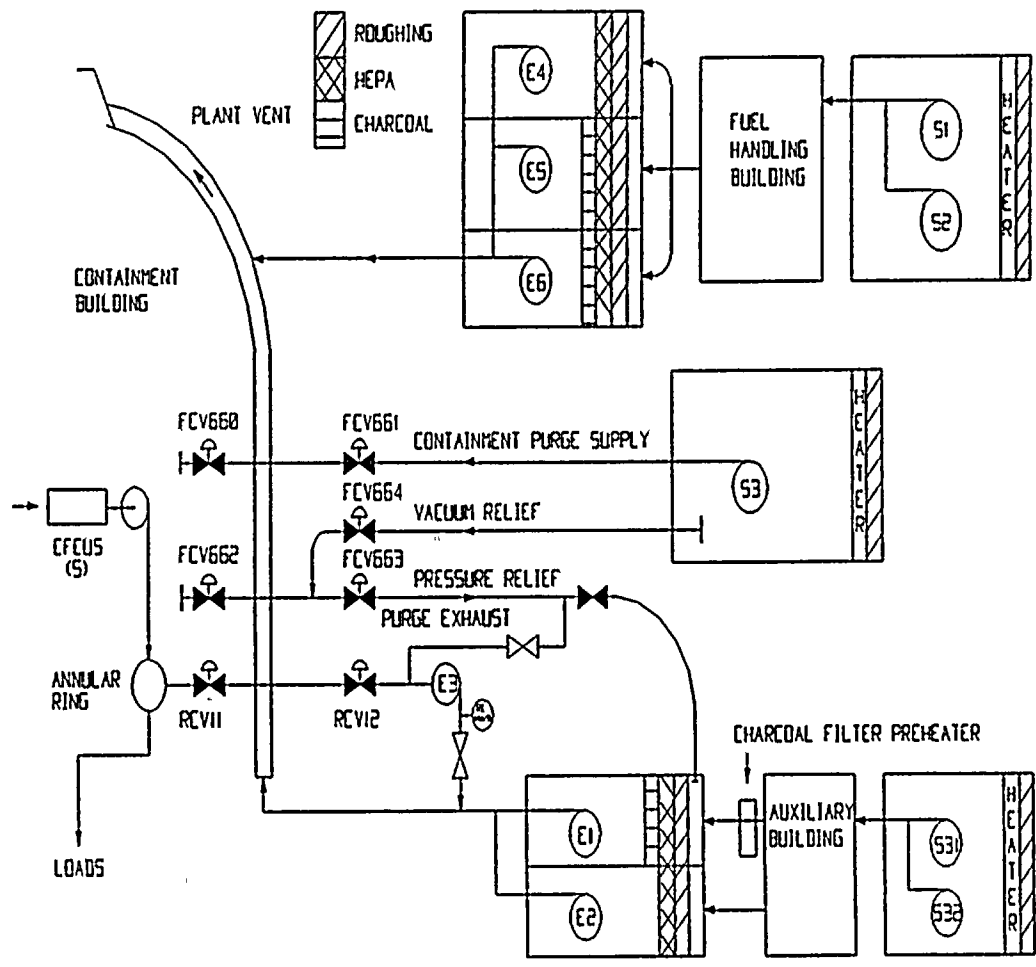 ROUGHING
HEPA
CHARCOAL
PLANT VENT
E4
E5
E6
FUEL
HANDLING
BUILDING
S1
S2
HEATER
CONTAINMENT
BUILDING
FCV660
FCV661
CONTAINMENT PURGE SUPPLY
S3
HEATER
FCV664
VACUUM RELIEF
CFCUS
(5)
FCV662
FCV663
PRESSURE RELIEF
PURGE EXHAUST
ANNULAR
RING
RCV11
RCV12
E3
CHARCOAL FILTER PREHEATER
LOADS
E1
E2
AUXILIARY
BUILDING
S31
S32
HEATER